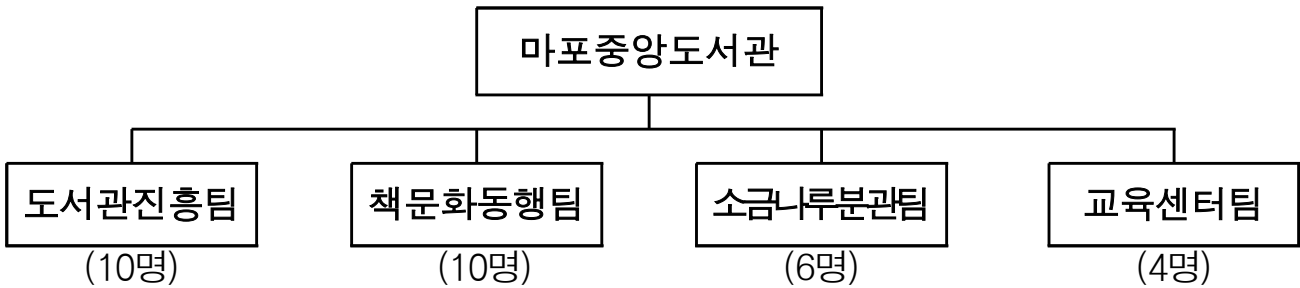 마포중앙도서관
도서관진흥팀 책문화동행팀 소금나루분관팀 교육센터팀
(10명) (10명) (6명) (4명)